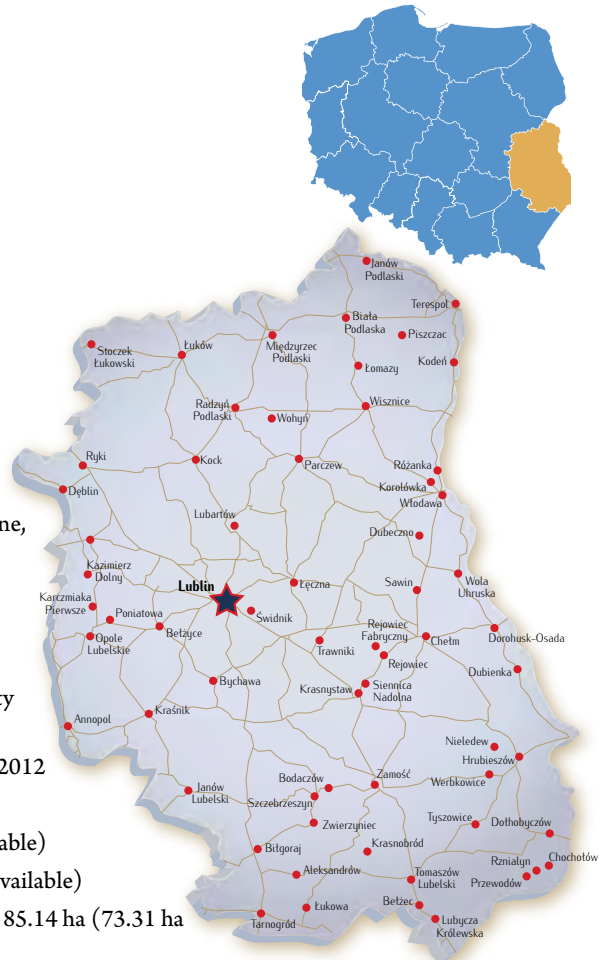 Janów
Podlaski
Terespol
Biała
Podlaska
Piszczac
Stoczek
Łukowski
Łuków
Międzyrzec
Podlaski
Łomazy
Kodeń
Radzyń
Podlaski
Wohyń
Wisznice
Ryki
Kock
Parczew
Różanka
Dęblin
Korolówka
Włodawa
Lubartów
ne,
Dubeczno
Kazimierz
Dolny
Lublin
Łęczna
Sawin
Wola
Uhruska
Karczmiaka
Pierwsze
Poniatowa
Świdnik
Opole
Lubelskie
Bełżyce
Trawniki
Rejowiec
Fabryczny
Chełm
Dorohusk-Osada
Rejowiec
Dubienka
Bychawa
Krasnystaw
Siennica
Nadolna
ty
Annopol
Kraśnik
Nieledew
Hrubieszów
2012
Bodaczów
Zamość
Werbkowice
Janów
Lubelski
Szczebrzeszyn
Zwierzyniec
Tyszowice
Dothobyczów
able)
Biłgoraj
Krasnobród
Rznialyn
Chochołów
vailable)
Aleksandrów
Tomaszów
Lubelski
Przewodów
85.14 ha (73.31 ha
Łukowa
Bełżec
Tarnogród
Lubycza
Królewska